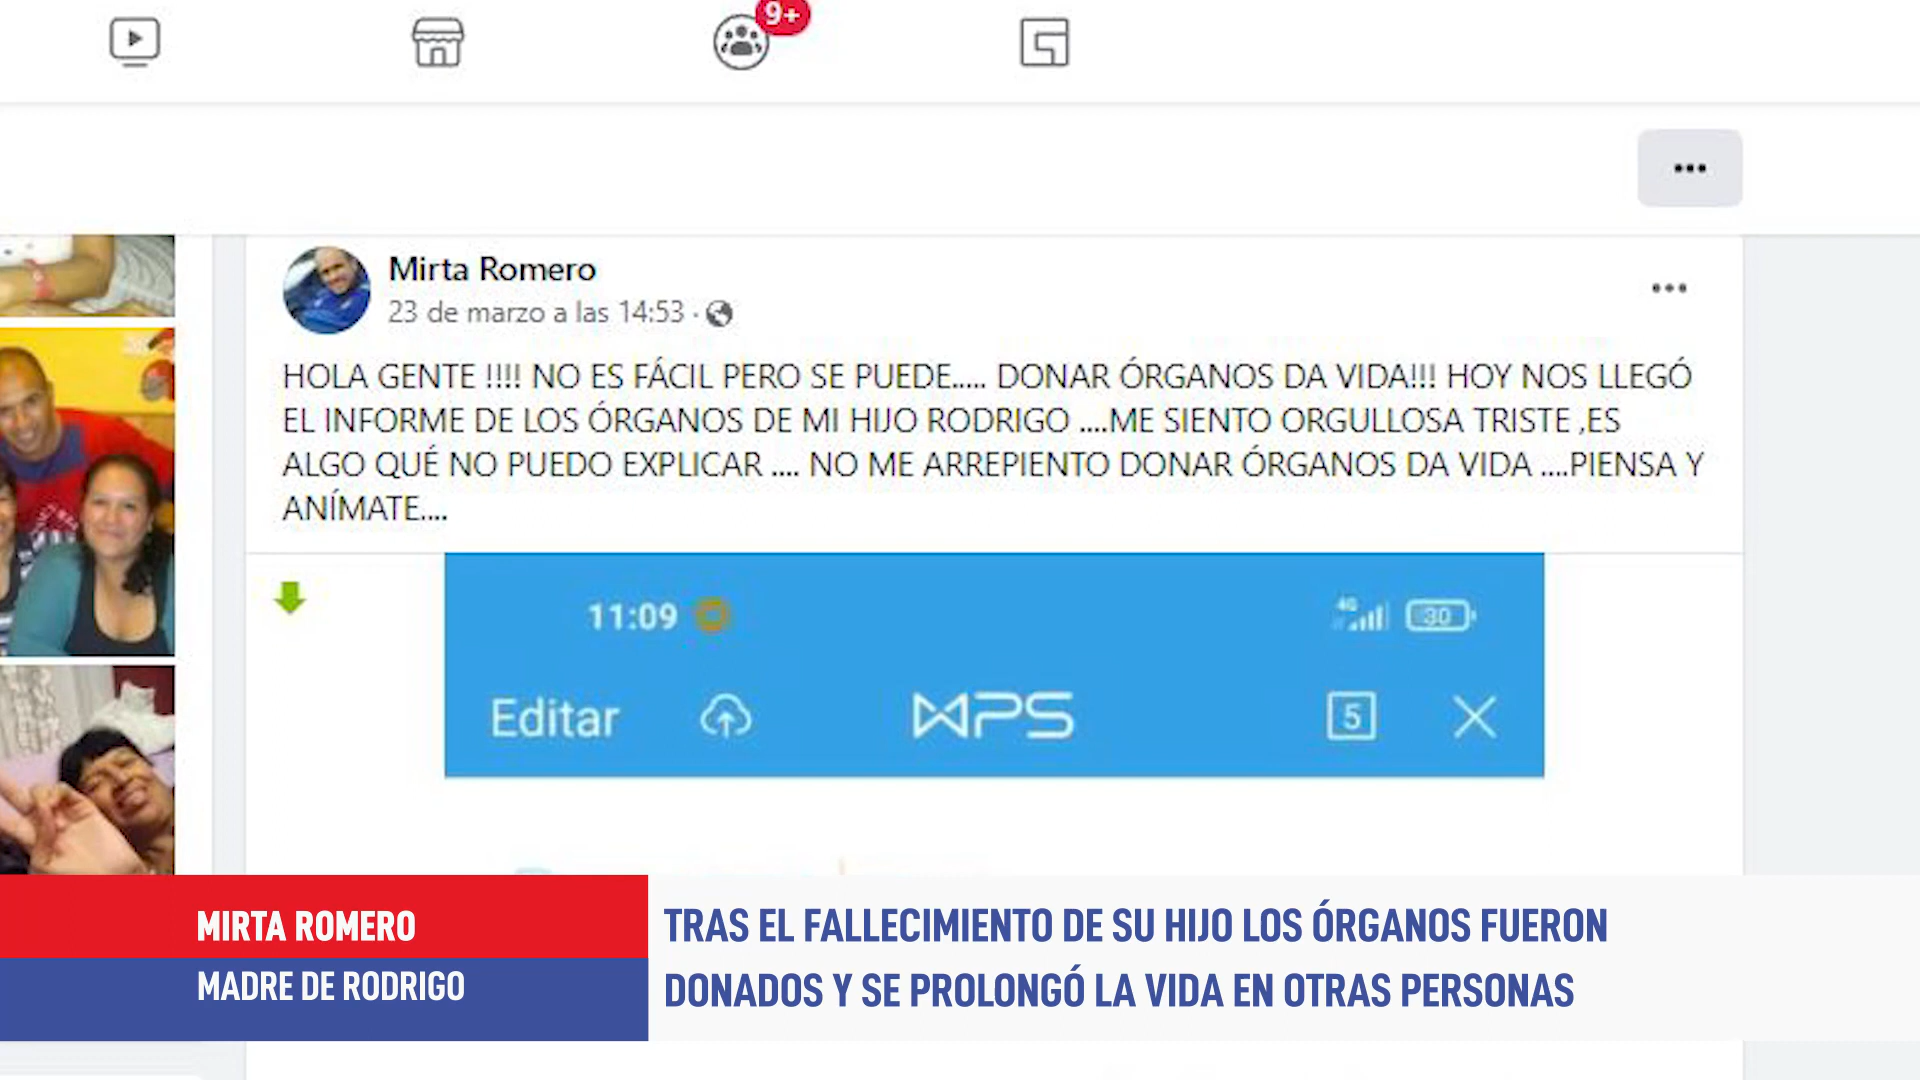 9+
Mirta Romero
23 de marzo a las 14:53 ·
HOLA GENTE !!!! NO ES FÁCIL PERO SE PUEDE..... DONAR ÓRGANOS DA VIDA!!! HOY NOS LLEGÓ
EL INFORME DE LOS ÓRGANOS DE MI HIJO RODRIGO ....ME SIENTO ORGULLOSA TRISTE ,ES
ALGO QUÉ NO PUEDO EXPLICAR .... NO ME ARREPIENTO DONAR ÓRGANOS DA VIDA ....PIENSA Y
ANÍMATE....
11:09 4G 30
Editar WPS 5
MIRTA ROMERO
MADRE DE RODRIGO
TRAS EL FALLECIMIENTO DE SU HIJO LOS ÓRGANOS FUERON
DONADOS Y SE PROLONGÓ LA VIDA EN OTRAS PERSONAS